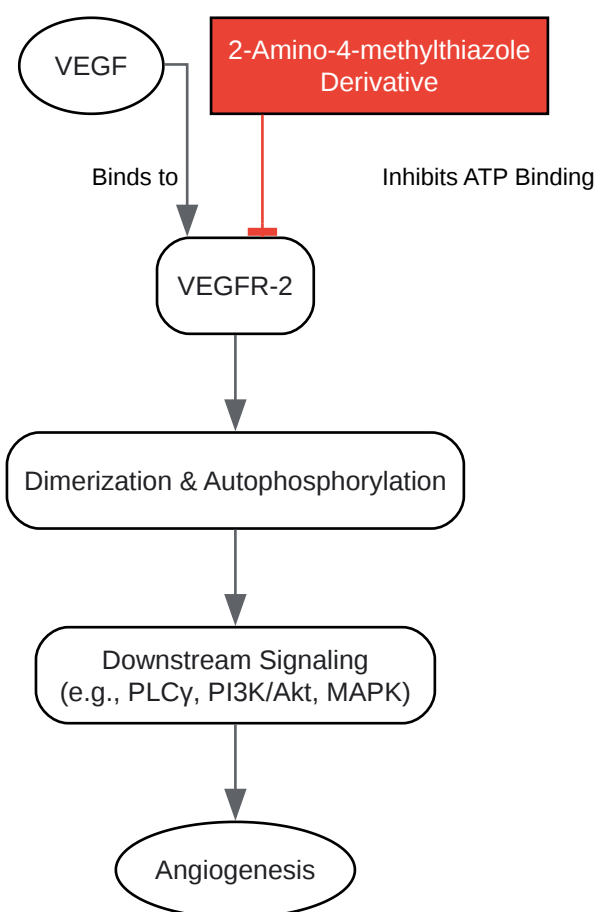 VEGF
2-Amino-4-methylthiazole
Derivative
Binds to
Inhibits ATP Binding
VEGFR-2
Dimerization & Autophosphorylation
Downstream Signaling
(e.g., PLCγ, PI3K/Akt, MAPK)
Angiogenesis